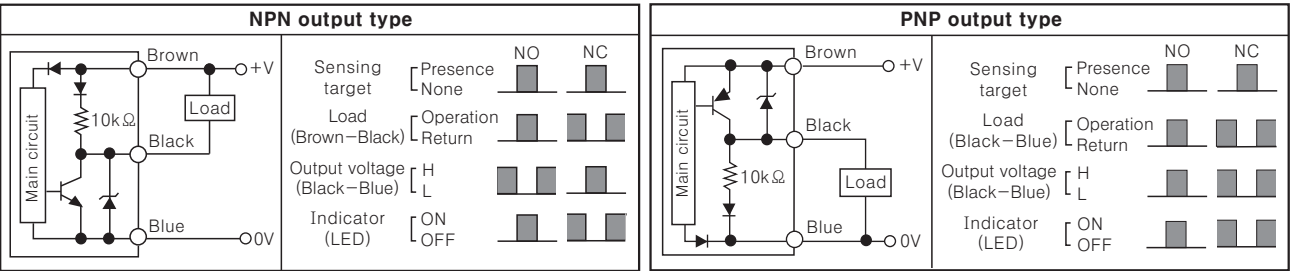 NPN output type
Brown
+V
Load
10kΩ
Black
Main circuit
Blue
0V
NO NC
Sensing target
Presence
None
Load (Brown−Black)
Operation
Return
Output voltage (Black−Blue)
H
L
Indicator (LED)
ON
OFF
PNP output type
Brown
+V
Black
Main circuit
10kΩ
Load
Blue
0V
NO NC
Sensing target
Presence
None
Load (Black−Blue)
Operation
Return
Output voltage (Black−Blue)
H
L
Indicator (LED)
ON
OFF